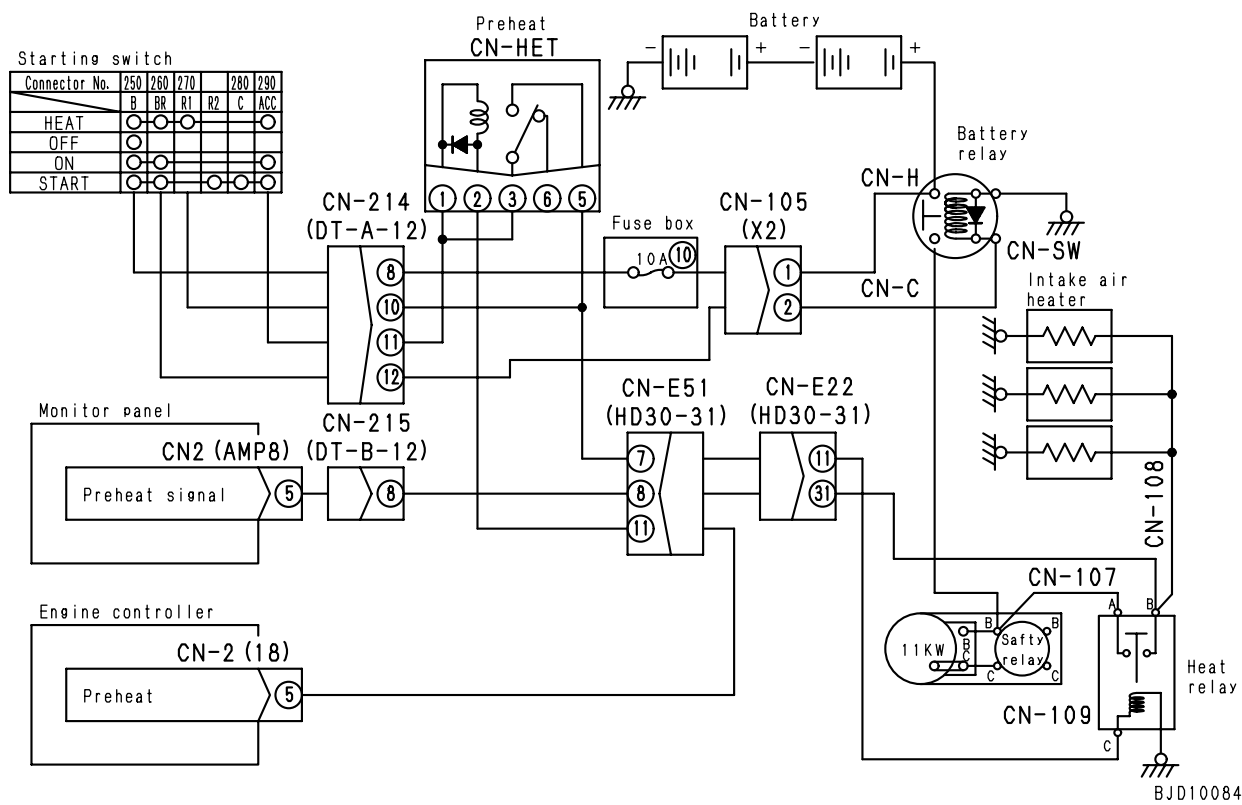 Starting switch
Connector No. 250 260 270 280 290
B BR R1 R2 C ACC
HEAT
OFF
ON
START
Preheat
CN-HET
1 2 3 6 5
Battery
- + - +
Battery
relay
CN-H
CN-SW
CN-C
CN-214
(DT-A-12)
8
10
11
12
Fuse box
10A 10
CN-105
(X2)
1
2
Intake air
heater
Monitor panel
CN2 (AMP8)
Preheat signal
5
CN-215
(DT-B-12)
8
CN-E51
(HD30-31)
7
8
11
CN-E22
(HD30-31)
11
31
CN-108
CN-107
Engine controller
CN-2 (18)
Preheat
5
11KW
B
C
B
C
Safty
relay
B
C
A
B
C
Heat
relay
CN-109
BJD10084